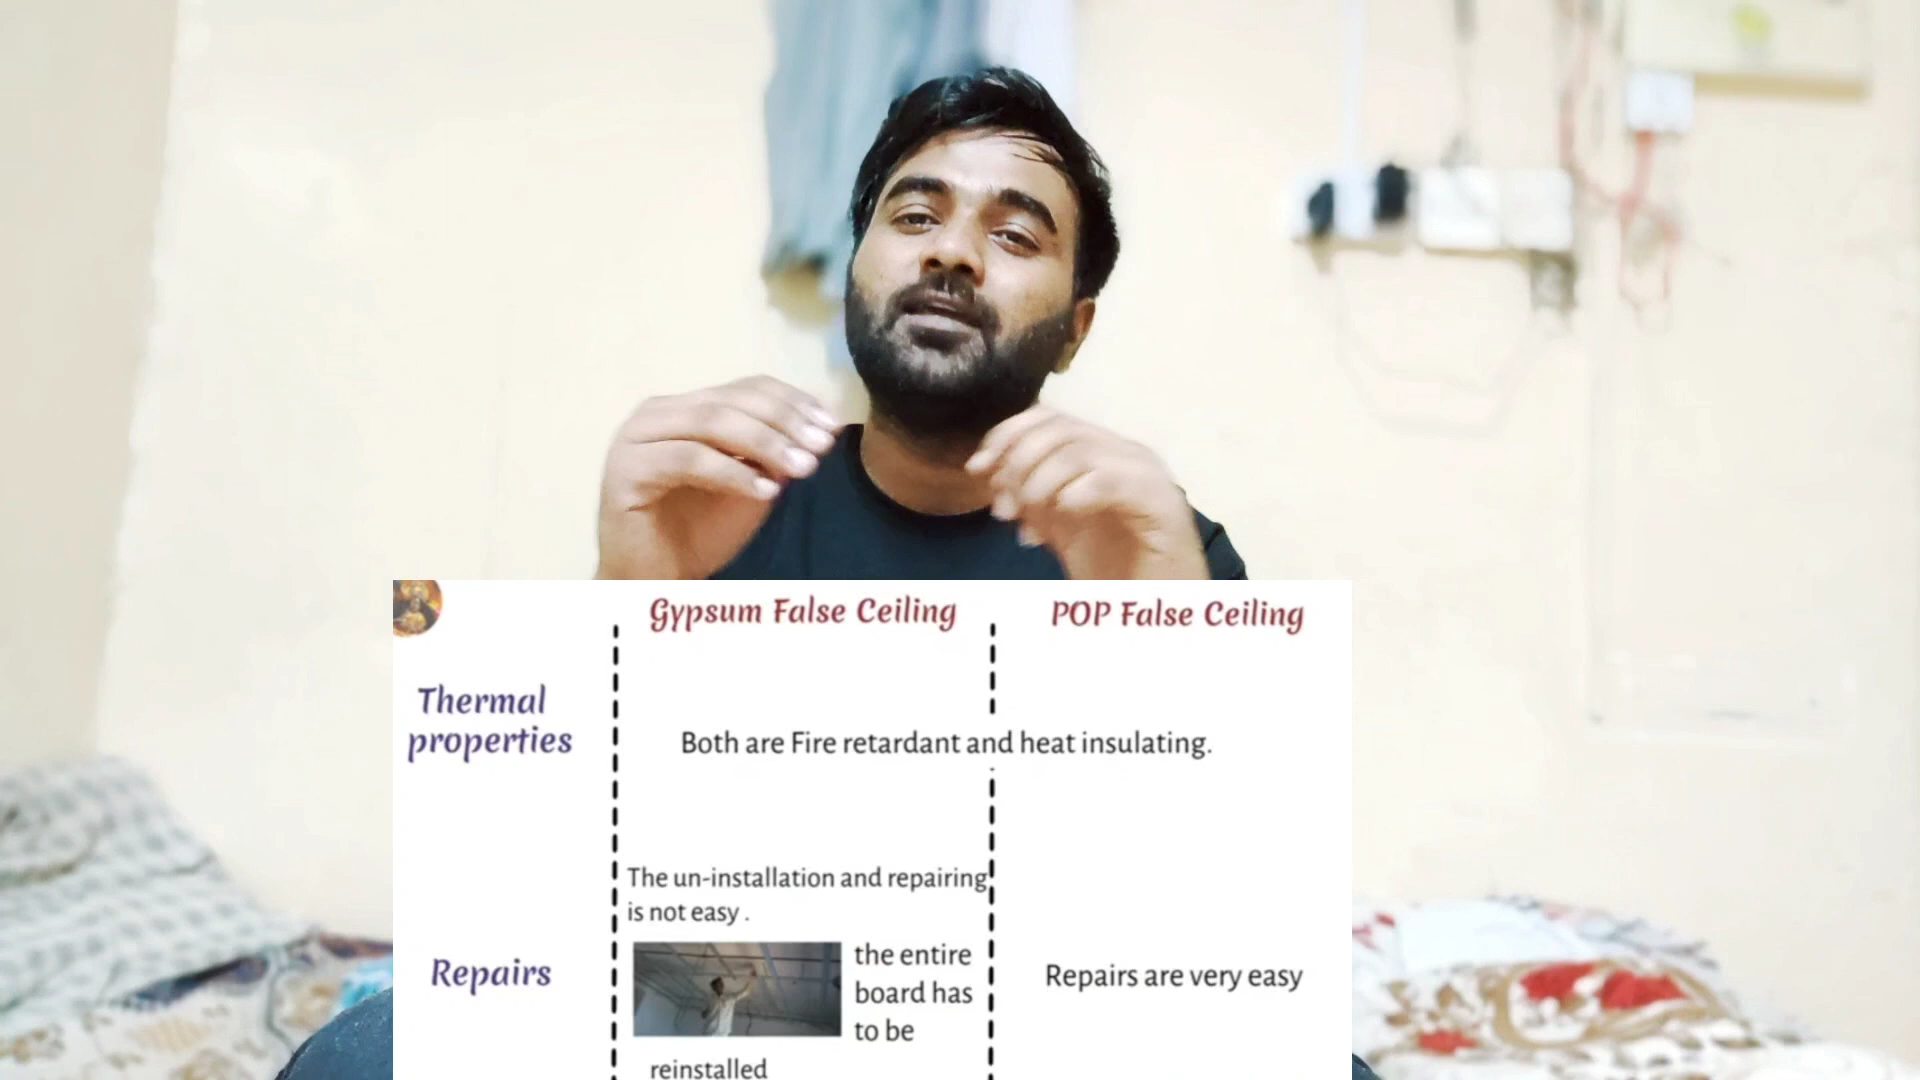 Gypsum False Ceiling
POP False Ceiling
Thermal
properties
Both are Fire retardant and heat insulating.
Repairs
The un-installation and repairing
is not easy .
the entire
board has
to be
reinstalled
Repairs are very easy